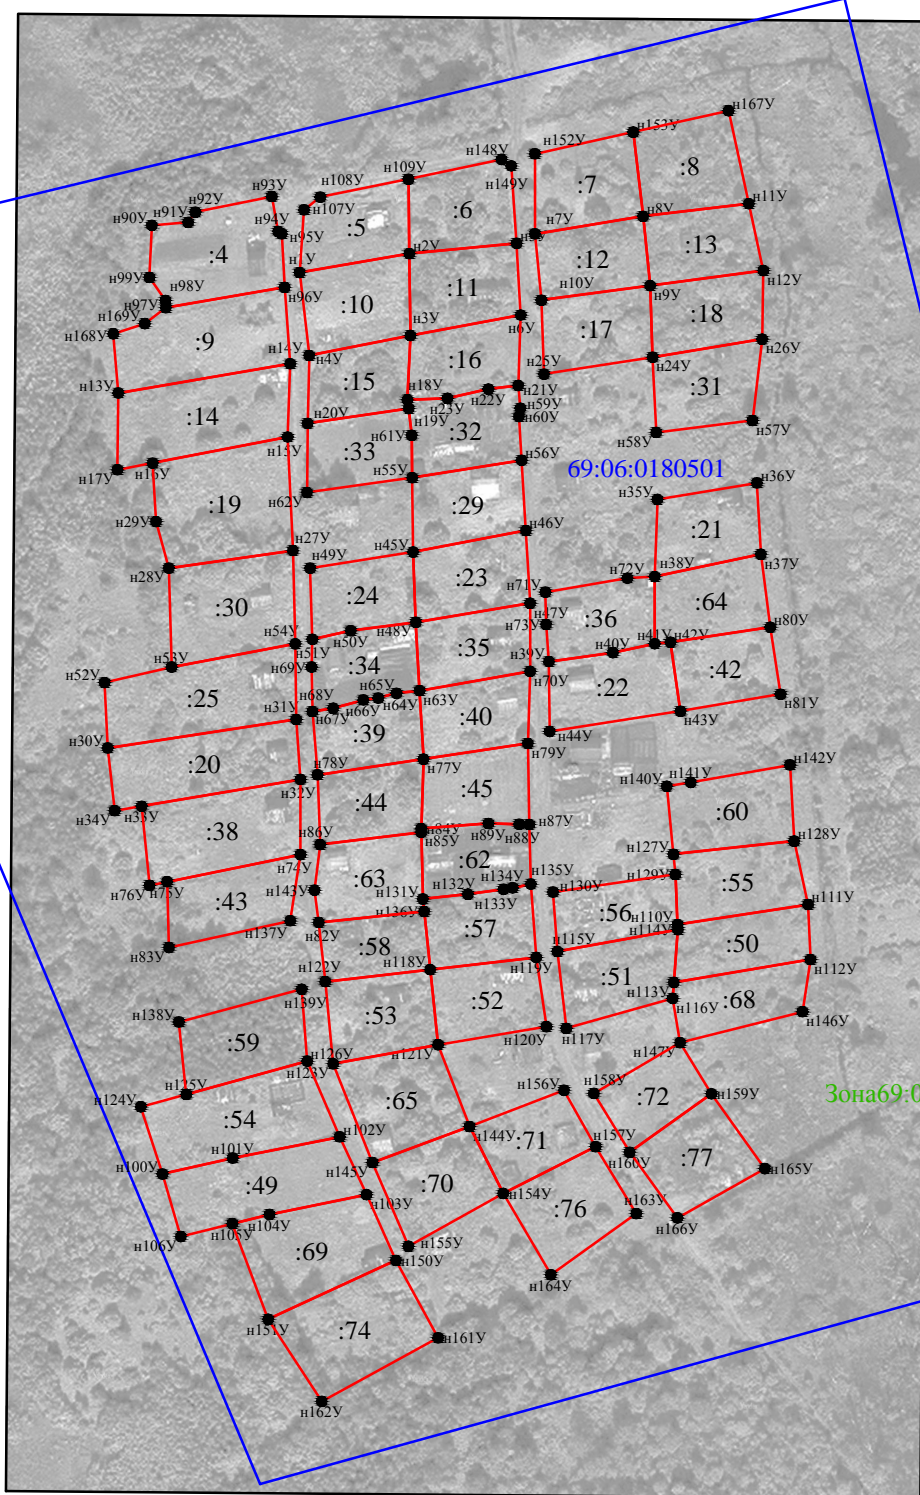 н167У
н152У
н153У
н148У
н109У
н149У
:8
:7
н108У
н93У
н92У
н91У
н90У
н107У
:6
н11У
н94У
н95У
:5
н7У
н8У
н2У
:4
:13
:12
н1У
н12У
н99У
н98У
н96У
н97У
:11
н9У
н10У
:10
н169У
н3У
н6У
:18
н168У
:9
:17
н14У
н4У
н26У
н24У
:16
н25У
:15
н13У
н18У
н21У
н22У
:31
:14
н23У
н59У
н60У
н20У
н19У
н57У
н61У
:32
н58У
н15У
:33
н56У
н16У
н55У
69:06:0180501
н17У
н36У
н35У
н62У
:19
:29
:21
н29У
н27У
н46У
н45У
н49У
н37У
н28У
:23
н38У
н72У
н71У
:24
:30
:36
:64
н47У
н80У
н48У
н73У
н50У
н54У
н41У
н42У
н51У
:35
н40У
н39У
н53У
н69У
:34
:42
н52У
н70У
:22
н65У
н63У
н68У
н64У
:25
н81У
н67У
н66У
н31У
н43У
:40
:39
н44У
н30У
н79У
:20
н77У
н142У
н78У
н141У
н140У
н32У
:45
н34У
н33У
:44
:60
:38
н84У
н87У
н86У
н85У
н89У
н88У
н128У
н127У
:62
н74У
н129У
:63
н135У
н134У
н76У
н75У
:55
н143У
н132У
н130У
н131У
н133У
:43
н111У
н136У
:56
н110У
н137У
н82У
н114У
:57
:58
н115У
:50
н83У
н119У
н118У
н112У
н122У
:51
н113У
н139У
н116У
:68
:53
:52
н138У
н146У
н120У
н117У
:59
н121У
н147У
н126У
н123У
н158У
н156У
н125У
:72
н159У
Зона69:0
н124У
:65
:54
н102У
н144У
:71
н157У
н101У
н160У
:77
н145У
н165У
н100У
:49
:70
н154У
н103У
:76
н163У
н104У
н166У
н105У
н106У
:69
н155У
н150У
н164У
н151У
:74
н161У
н162У